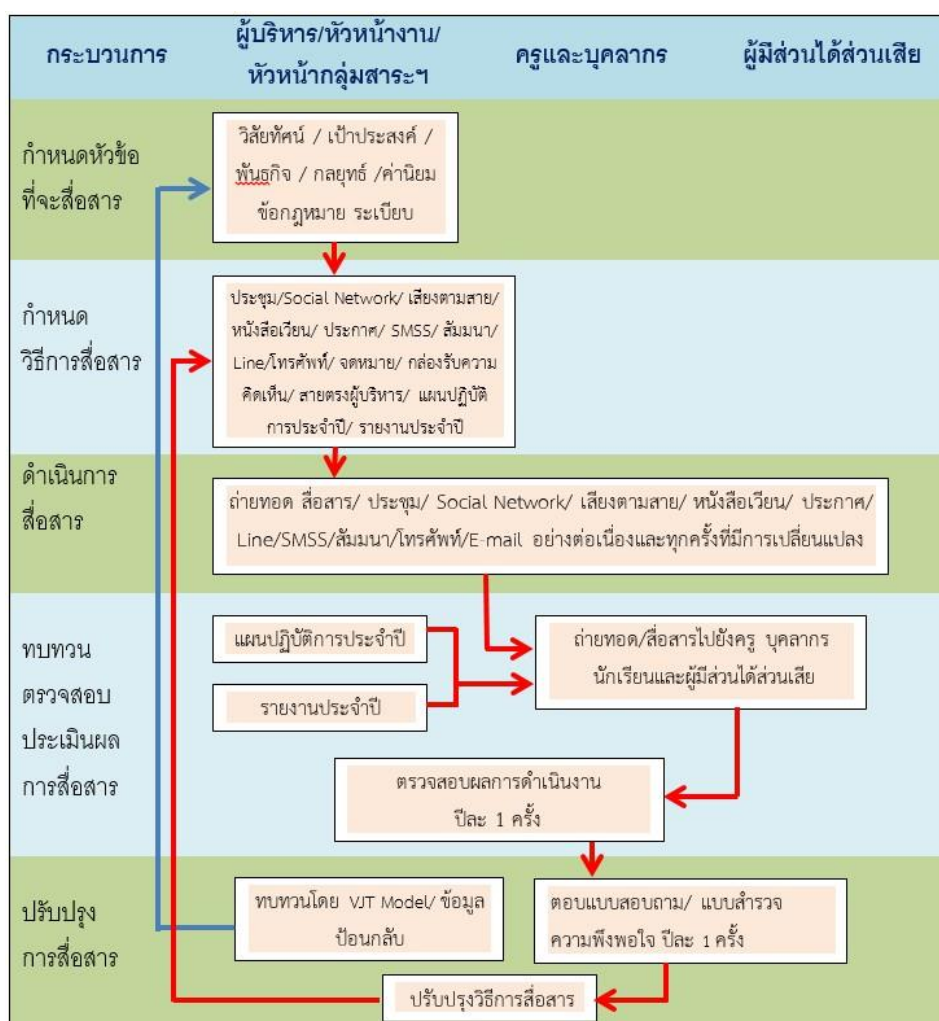 กระบวนการ
ผู้บริหาร/หัวหน้างาน/
หัวหน้ากลุ่มสาระฯ
ครูและบุคลากร
ผู้มีส่วนได้ส่วนเสีย
กำหนดหัวข้อ
ที่จะสื่อสาร
วิสัยทัศน์ / เป้าประสงค์ /
พันธกิจ / กลยุทธ์ /ค่านิยม
ข้อกฎหมาย ระเบียบ
กำหนด
วิธีการสื่อสาร
ประชุม/Social Network/ เสียงตามสาย/
หนังสือเวียน/ ประกาศ/ SMSS/ สัมมนา/
Line/โทรศัพท์/ จดหมาย/ กล่องรับความ
คิดเห็น/ สายตรงผู้บริหาร/ แผนปฏิบัติ
การประจำปี/ รายงานประจำปี
ดำเนินการ
สื่อสาร
ถ่ายทอด สื่อสาร/ ประชุม/ Social Network/ เสียงตามสาย/ หนังสือเวียน/ ประกาศ/
Line/SMSS/สัมมนา/โทรศัพท์/E-mail อย่างต่อเนื่องและทุกครั้งที่มีการเปลี่ยนแปลง
ทบทวน
ตรวจสอบ
ประเมินผล
การสื่อสาร
แผนปฏิบัติการประจำปี
รายงานประจำปี
ถ่ายทอด/สื่อสารไปยังครู บุคลากร
นักเรียนและผู้มีส่วนได้ส่วนเสีย
ตรวจสอบผลการดำเนินงาน
ปีละ 1 ครั้ง
ปรับปรุง
การสื่อสาร
ทบทวนโดย VJT Model/ ข้อมูล
ป้อนกลับ
ตอบแบบสอบถาม/ แบบสำรวจ
ความพึงพอใจ ปีละ 1 ครั้ง
ปรับปรุงวิธีการสื่อสาร